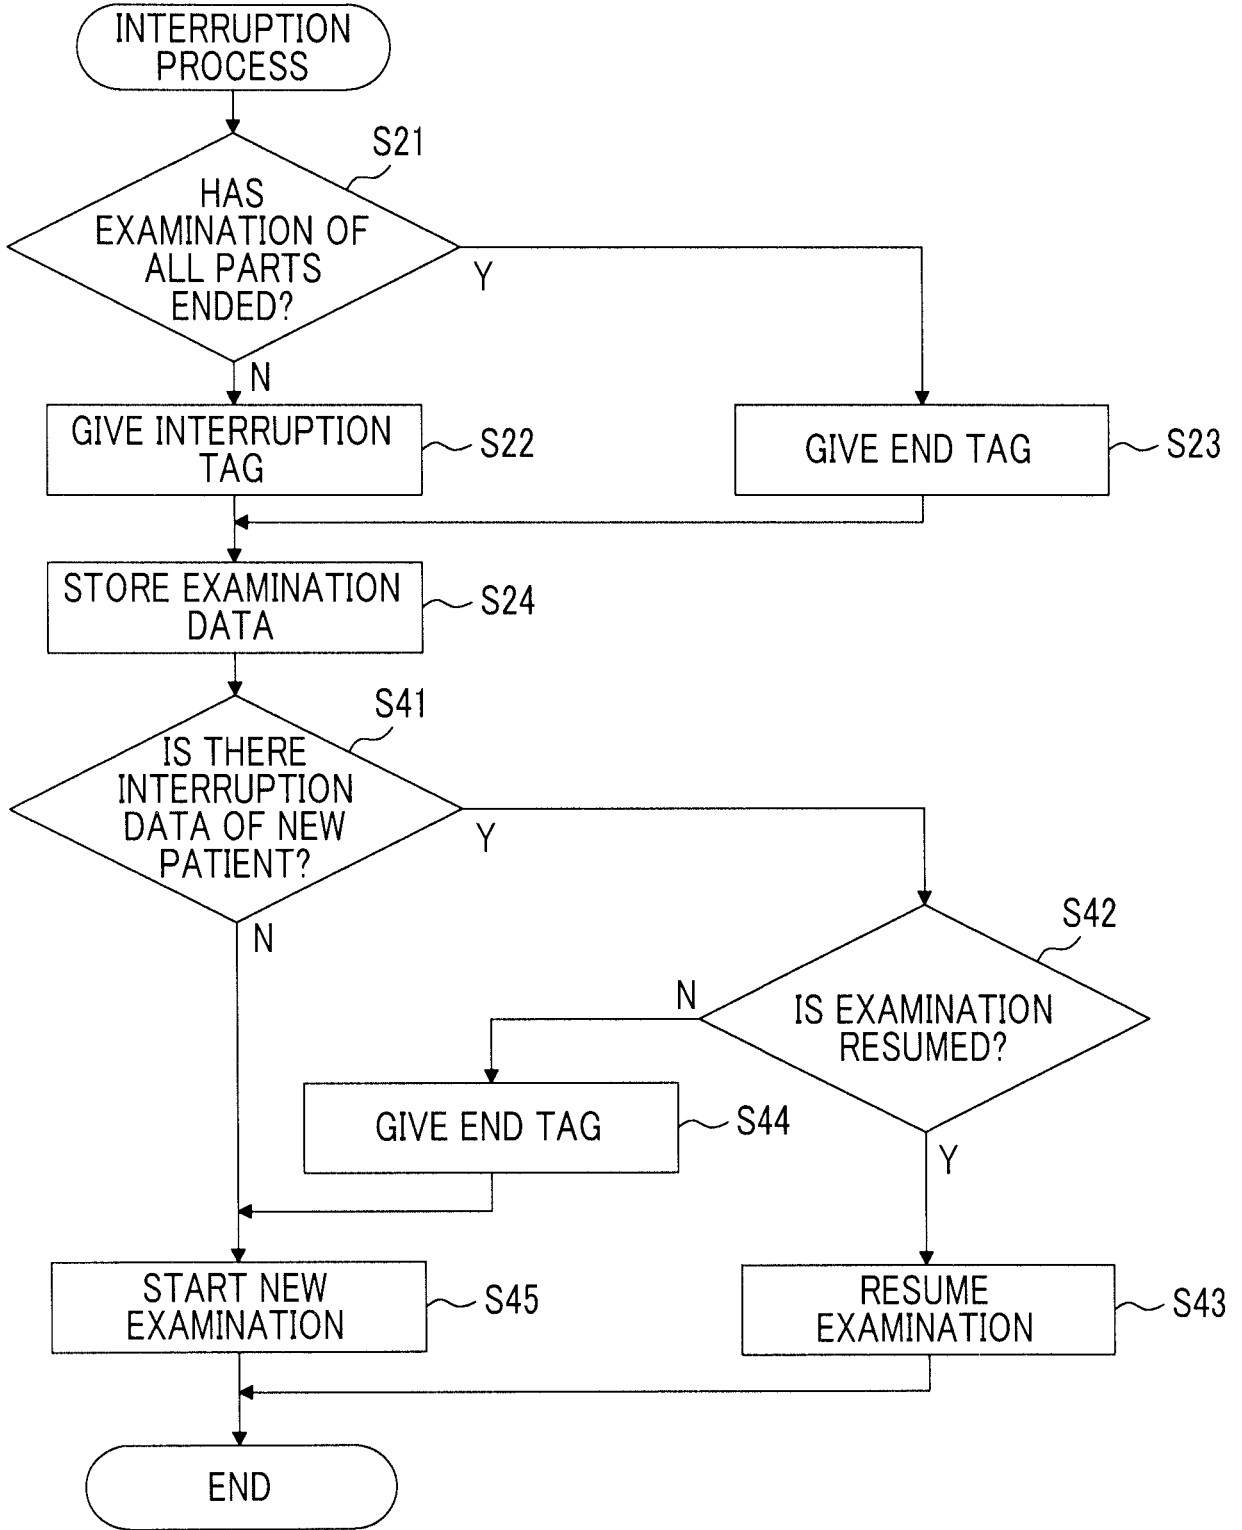 INTERRUPTION
PROCESS
S21
HAS
EXAMINATION OF
ALL PARTS
ENDED?
Y
N
GIVE INTERRUPTION
TAG
S22
GIVE END TAG
S23
STORE EXAMINATION
DATA
S24
S41
IS THERE
INTERRUPTION
DATA OF NEW
PATIENT?
Y
N
S42
IS EXAMINATION
RESUMED?
N
Y
GIVE END TAG
S44
START NEW
EXAMINATION
S45
RESUME
EXAMINATION
S43
END